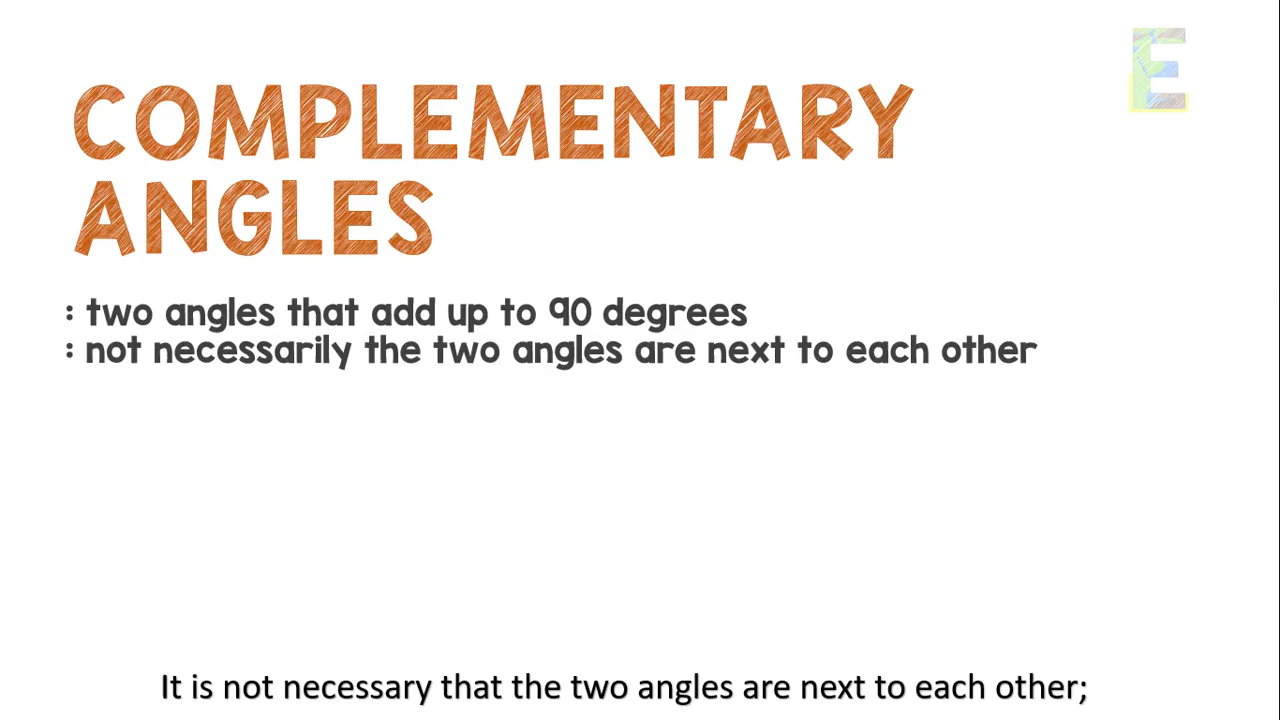 E
COMPLEMENTARY
ANGLES
: two angles that add up to 90 degrees
: not necessarily the two angles are next to each other
It is not necessary that the two angles are next to each other;